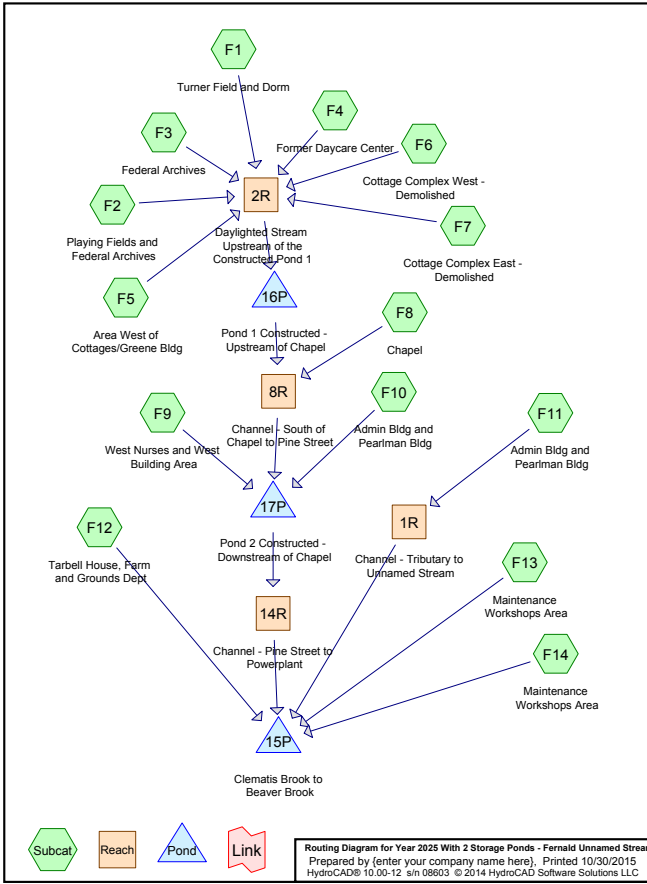 F1
Turner Field and Dorm
F4
Former Daycare Center
F3
Federal Archives
F6
Cottage Complex West -
Demolished
2R
Daylighted Stream
Upstream of the
Constructed Pond 1
F2
Playing Fields and
Federal Archives
F7
Cottage Complex East -
Demolished
F5
Area West of
Cottages/Greene Bldg
16P
Pond 1 Constructed -
Upstream of Chapel
F8
Chapel
8R
Channel - South of
Chapel to Pine Street
F9
West Nurses and West
Building Area
F10
Admin Bldg and
Pearlman Bldg
F11
Admin Bldg and
Pearlman Bldg
17P
Pond 2 Constructed -
Downstream of Chapel
1R
Channel - Tributary to
Unnamed Stream
F12
Tarbell House, Farm
and Grounds Dept
F13
Maintenance
Workshops Area
14R
Channel - Pine Street to
Powerplant
F14
Maintenance
Workshops Area
15P
Clematis Brook to
Beaver Brook
Subcat
Reach
Pond
Link
Routing Diagram for Year 2025 With 2 Storage Ponds - Fernald Unnamed Strear
Prepared by {enter your company name here}, Printed 10/30/2015
HydroCAD® 10.00-12 s/n 08603 © 2014 HydroCAD Software Solutions LLC